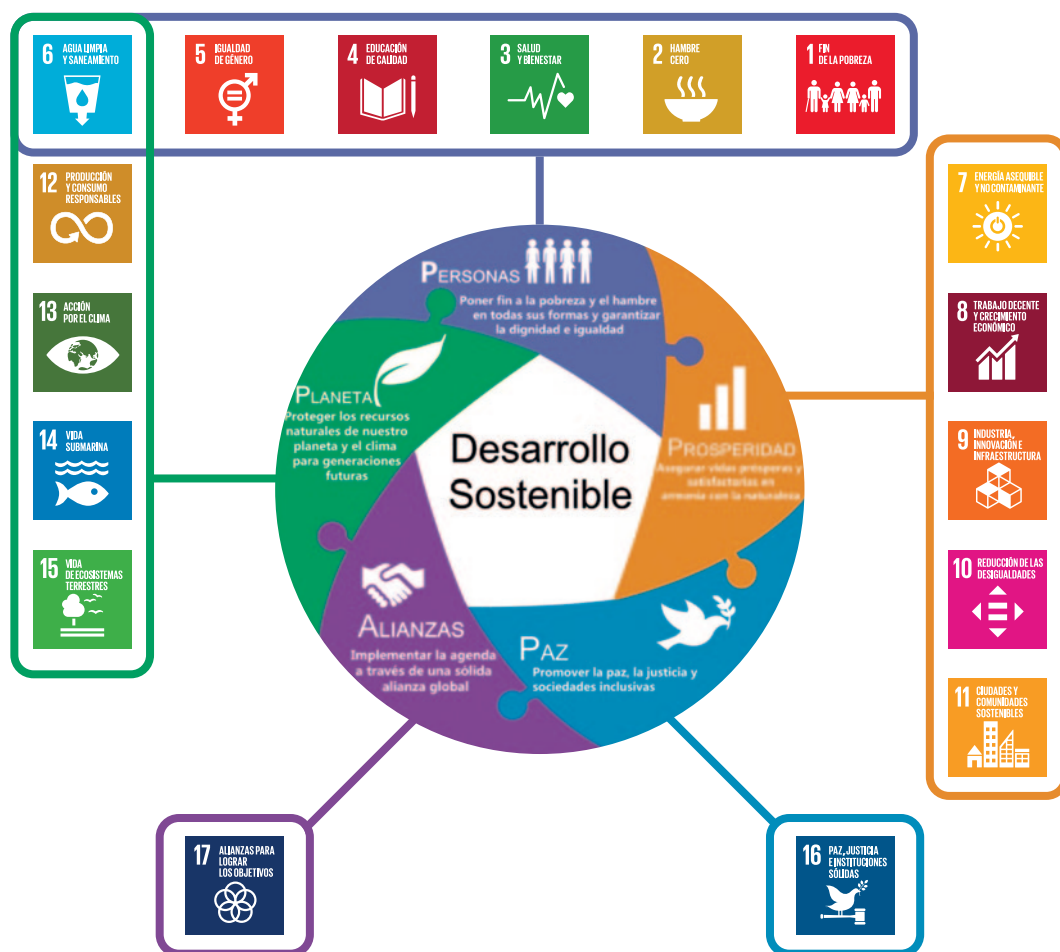 6 AGUA LIMPIA
Y SANEAMIENTO
5 IGUALDAD
DE GÉNERO
4 EDUCACIÓN
DE CALIDAD
3 SALUD
Y BIENESTAR
2 HAMBRE
CERO
1 FIN
DE LA POBREZA
12 PRODUCCIÓN
Y CONSUMO
RESPONSABLES
13 ACCIÓN
POR EL CLIMA
14 VIDA
SUBMARINA
15 VIDA
DE ECOSISTEMAS
TERRESTRES
7 ENERGÍA ASEQUIBLE
Y NO CONTAMINANTE
8 TRABAJO DECENTE
Y CRECIMIENTO
ECONÓMICO
9 INDUSTRIA,
INNOVACIÓN E
INFRAESTRUCTURA
10 REDUCCIÓN DE LAS
DESIGUALDADES
11 CIUDADES Y
COMUNIDADES
SOSTENIBLES
PERSONAS
Poner fin a la pobreza y el hambre
en todas sus formas y garantizar
la dignidad e igualdad
PLANETA
Proteger los recursos
naturales de nuestro
planeta y el clima
para generaciones
futuras
Desarrollo
Sostenible
PROSPERIDAD
Asegurar vidas prósperas y
satisfactorias en
armonía con la naturaleza
ALIANZAS
Implementar la agenda
a través de una sólida
alianza global
PAZ
Promover la paz, la justicia y
sociedades inclusivas
17 ALIANZAS PARA
LOGRAR
LOS OBJETIVOS
16 PAZ, JUSTICIA
E INSTITUCIONES
SÓLIDAS